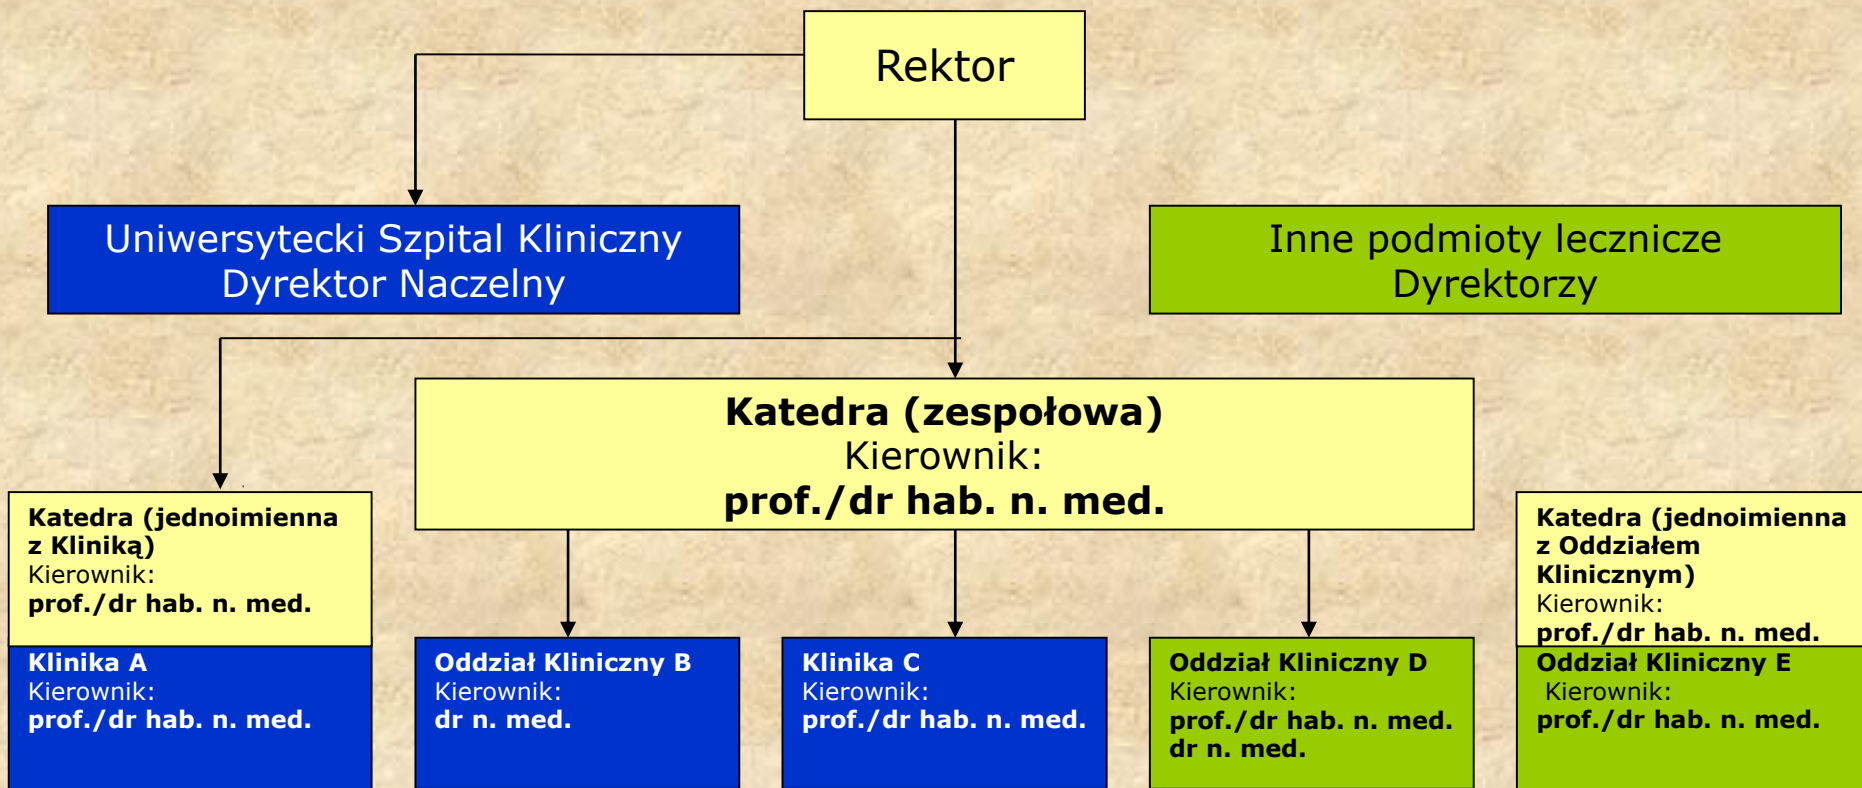 Rektor
Uniwersytecki Szpital Kliniczny
Dyrektor Naczelny
Inne podmioty lecznicze
Dyrektorzy
Katedra (zespołowa)
Kierownik:
prof./dr hab. n. med.
Katedra (jednoimienna
z Kliniką)
Kierownik:
prof./dr hab. n. med.
Klinika A
Kierownik:
prof./dr hab. n. med.
Oddział Kliniczny B
Kierownik:
dr n. med.
Klinika C
Kierownik:
prof./dr hab. n. med.
Oddział Kliniczny D
Kierownik:
prof./dr hab. n. med.
dr n. med.
Katedra (jednoimienna
z Oddziałem
Klinicznym)
Kierownik:
prof./dr hab. n. med.
Oddział Kliniczny E
Kierownik:
prof./dr hab. n. med.